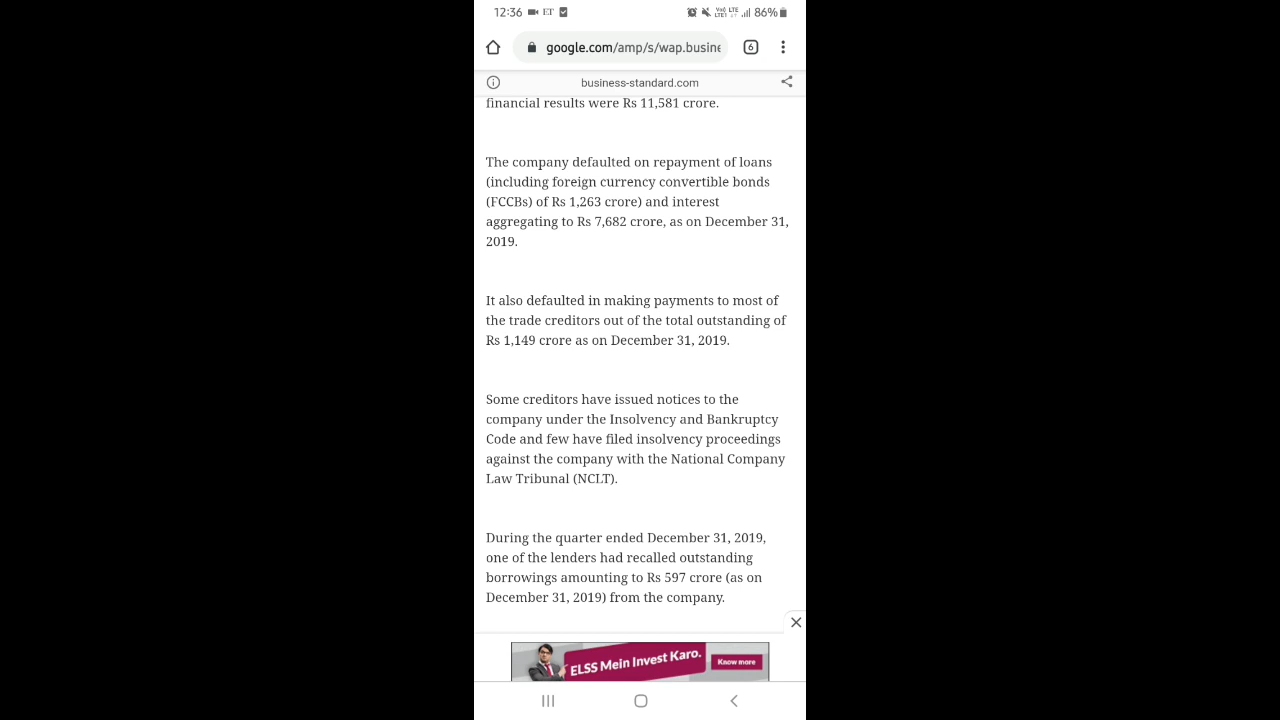 12:36 ET 86%
google.com/amp/s/wap.busine 6
business-standard.com
financial results were Rs 11,581 crore.
The company defaulted on repayment of loans
(including foreign currency convertible bonds
(FCCBs) of Rs 1,263 crore) and interest
aggregating to Rs 7,682 crore, as on December 31,
2019.
It also defaulted in making payments to most of
the trade creditors out of the total outstanding of
Rs 1,149 crore as on December 31, 2019.
Some creditors have issued notices to the
company under the Insolvency and Bankruptcy
Code and few have filed insolvency proceedings
against the company with the National Company
Law Tribunal (NCLT).
During the quarter ended December 31, 2019,
one of the lenders had recalled outstanding
borrowings amounting to Rs 597 crore (as on
December 31, 2019) from the company.
ELSS Mein Invest Karo. Know more